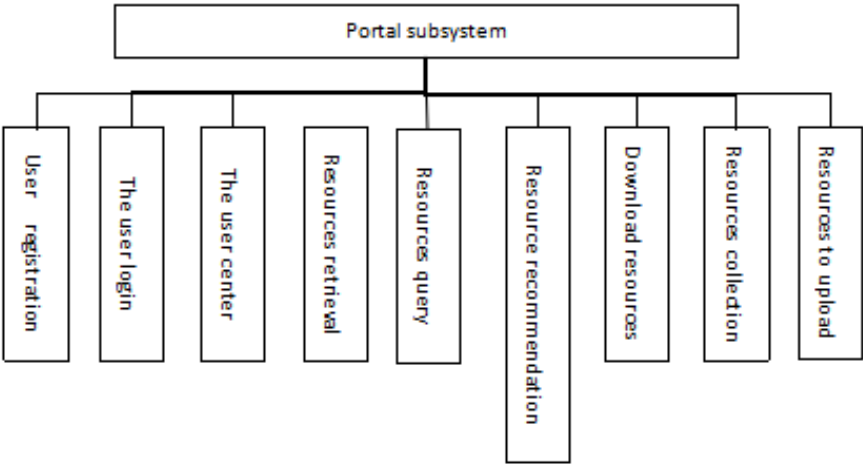 Portal subsystem
User registration
The user login
The user center
Resources retrieval
Resources query
Resource recommendation
Download resources
Resources collection
Resources to upload